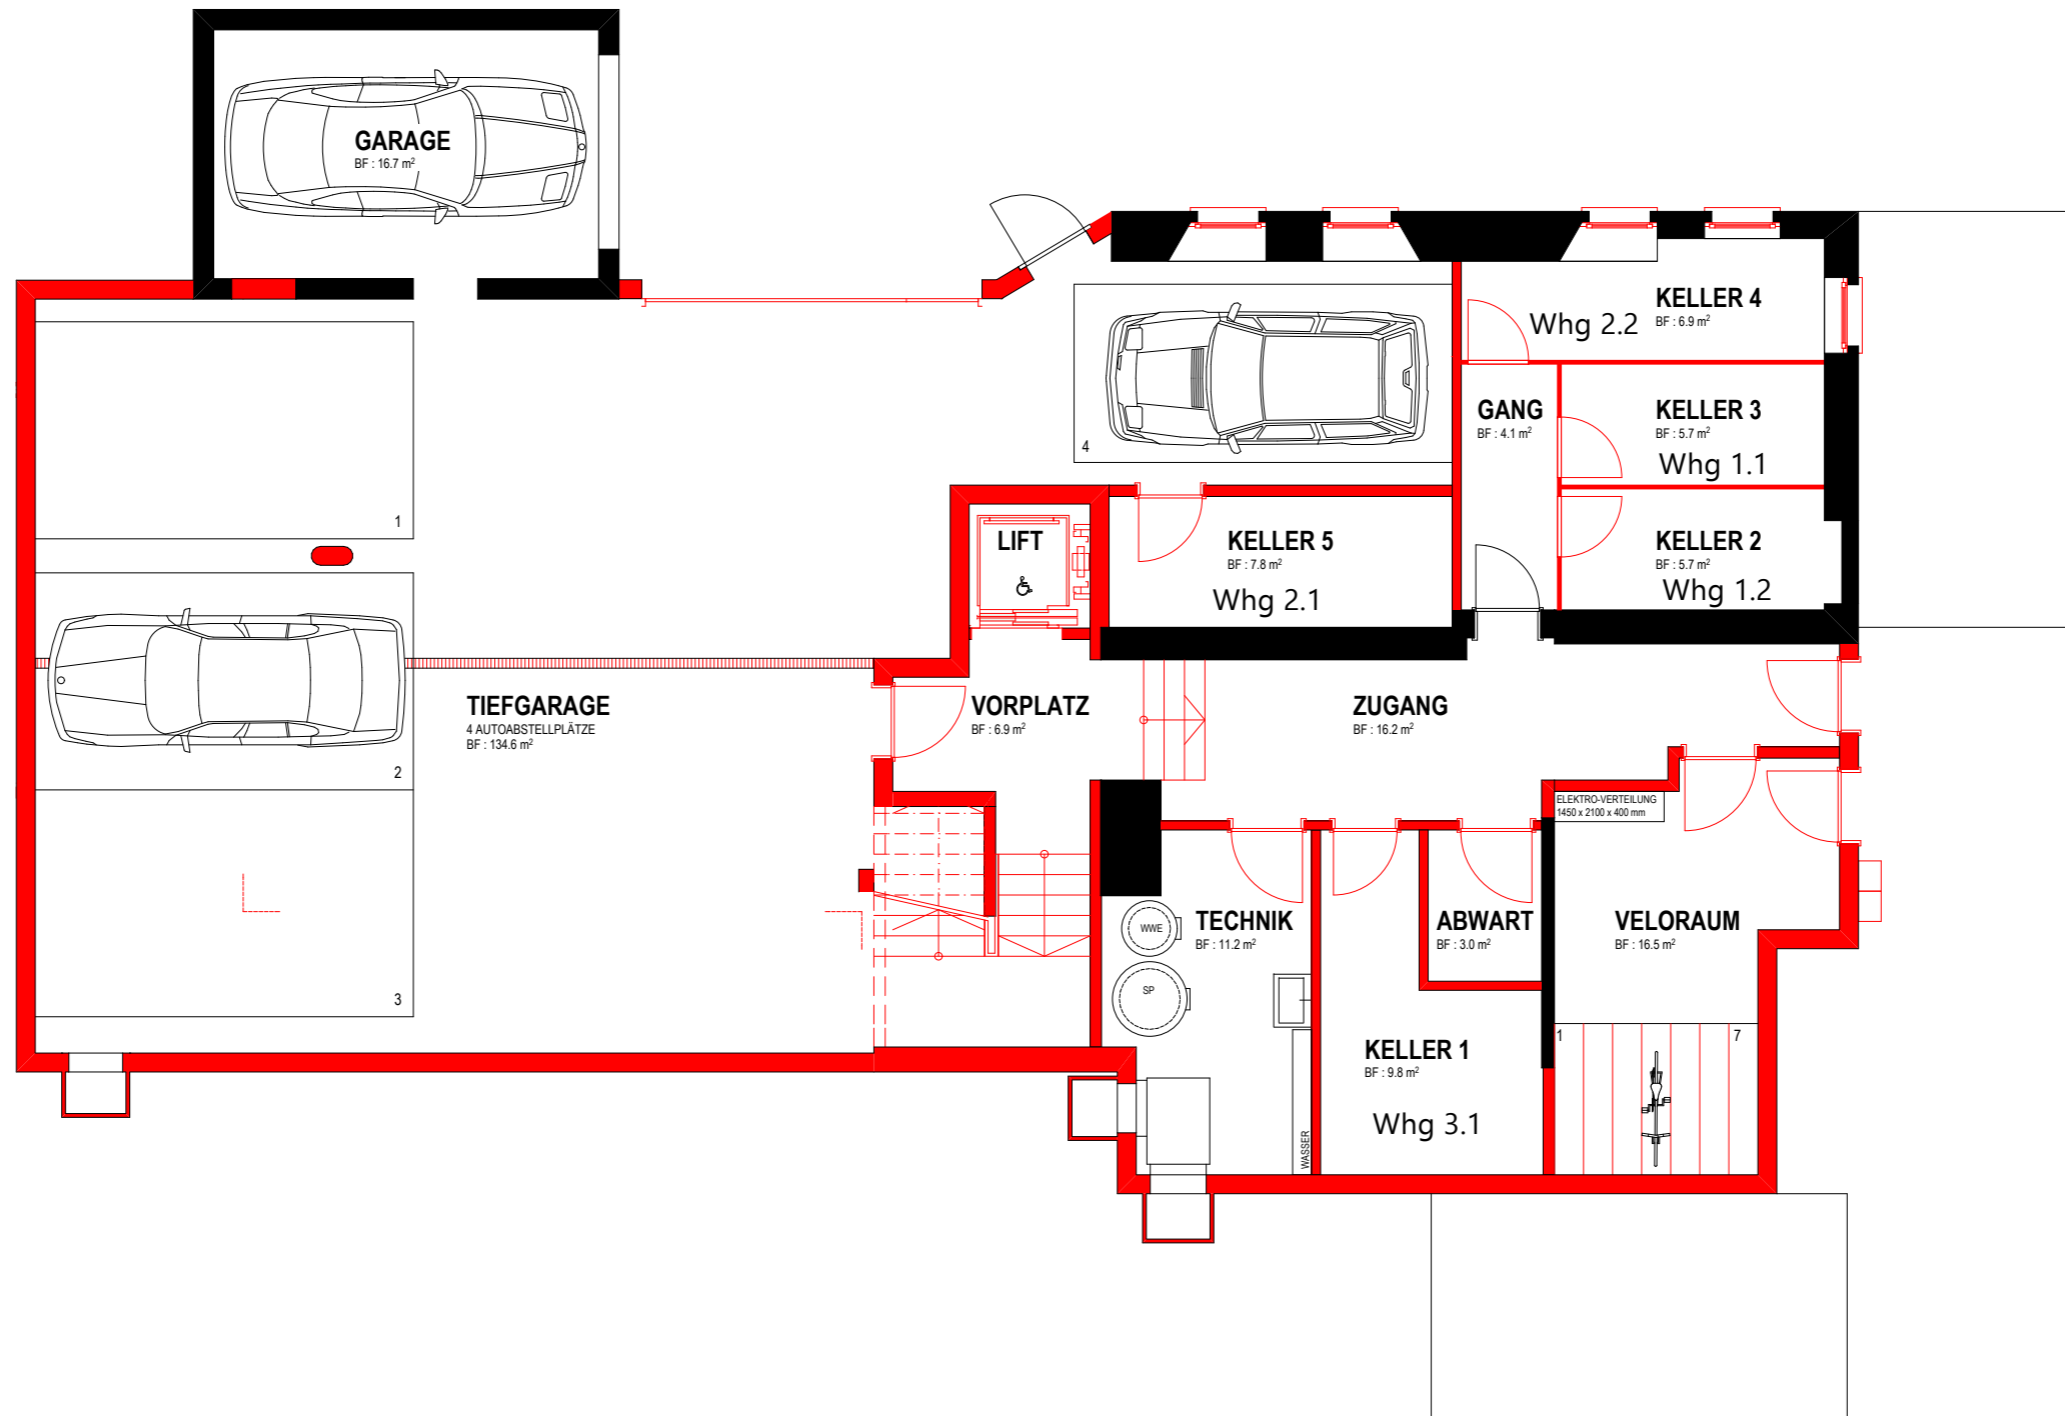 GARAGE
BF : 16.7 m²
KELLER 4
BF : 6.9 m²
Whg 2.2
GANG
BF : 4.1 m²
KELLER 3
BF : 5.7 m²
Whg 1.1
4
1
LIFT
KELLER 5
BF : 7.8 m²
Whg 2.1
KELLER 2
BF : 5.7 m²
Whg 1.2
TIEFGARAGE
4 AUTOABSTELLPLÄTZE
BF : 134.6 m²
VORPLATZ
BF : 6.9 m²
ZUGANG
BF : 16.2 m²
2
ELEKTRO-VERTEILUNG
1450 x 2100 x 400 mm
WWE
TECHNIK
BF : 11.2 m²
ABWART
BF : 3.0 m²
VELORAUM
BF : 16.5 m²
SP
3
1
7
KELLER 1
BF : 9.8 m²
Whg 3.1
WASSER